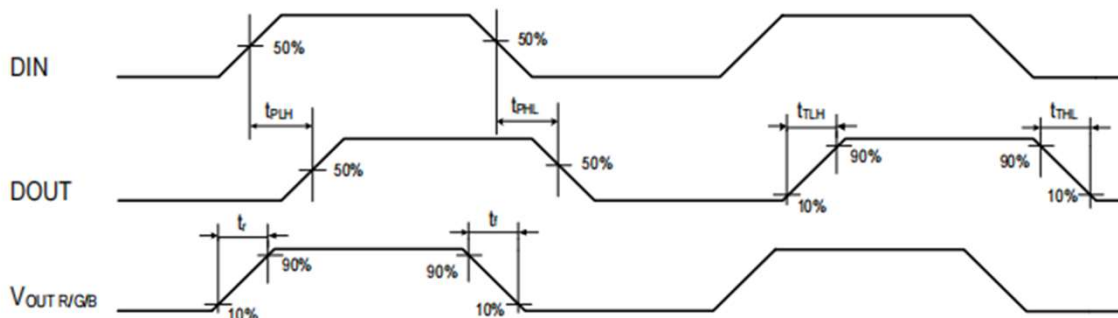 50%
50%
DIN
tPLH
tPHL
tTLH
tTHL
50%
50%
90%
90%
DOUT
10%
10%
tr
tf
90%
90%
VOUT R/G/B
10%
10%